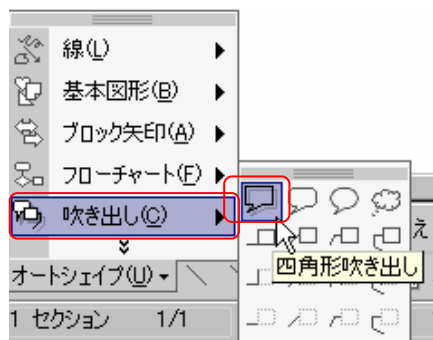 線(L)
基本図形(B)
ブロック矢印(A)
フローチャート(F)
吹き出し(C)
え
四角形吹き出し
オートシェイプ(U)
1 セクション 1/1